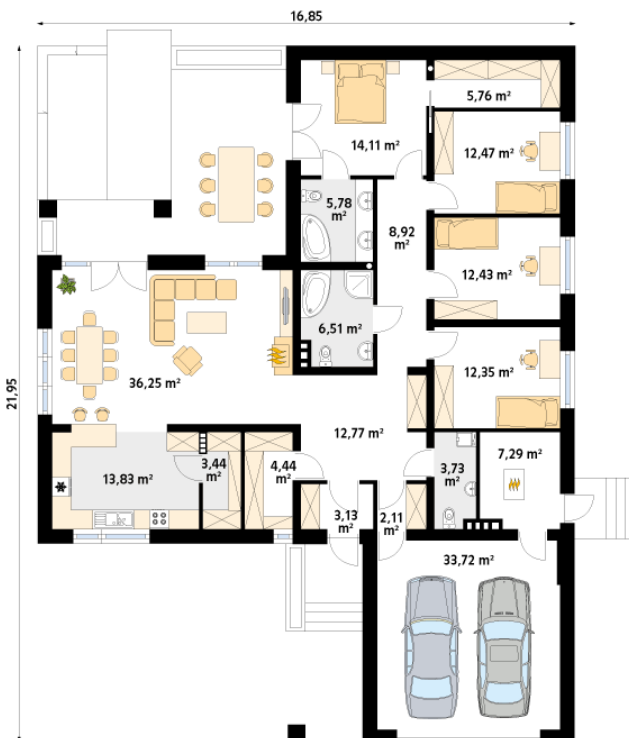 16,85
5,76 m²
14,11 m²
12,47 m²
5,78
m²
8,92
m²
12,43 m²
6,51 m²
21,95
12,35 m²
36,25 m²
12,77 m²
13,83 m²
3,44
m²
4,44
m²
3,73
m²
7,29 m²
3,13
m²
2,11
m²
33,72 m²